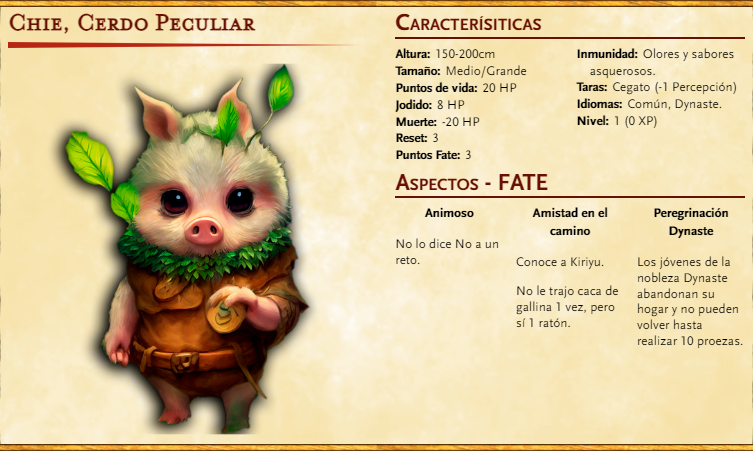 Chie, Cerdo Peculiar
Caracterísiticas
Altura: 150-200cm
Tamaño: Medio/Grande
Puntos de vida: 20 HP
Jodido: 8 HP
Muerte: -20 HP
Reset: 3
Puntos Fate: 3
Inmunidad: Olores y sabores
asquerosos.
Taras: Cegato (-1 Percepción)
Idiomas: Común, Dynaste.
Nivel: 1 (0 XP)
Aspectos - FATE
Animoso
No lo dice No a un
reto.
Amistad en el
camino
Conoce a Kiriyu.
No le trajo caca de
gallina 1 vez, pero
sí 1 ratón.
Peregrinación
Dynaste
Los jóvenes de la
nobleza Dynaste
abandonan su
hogar y no pueden
volver hasta
realizar 10 proezas.